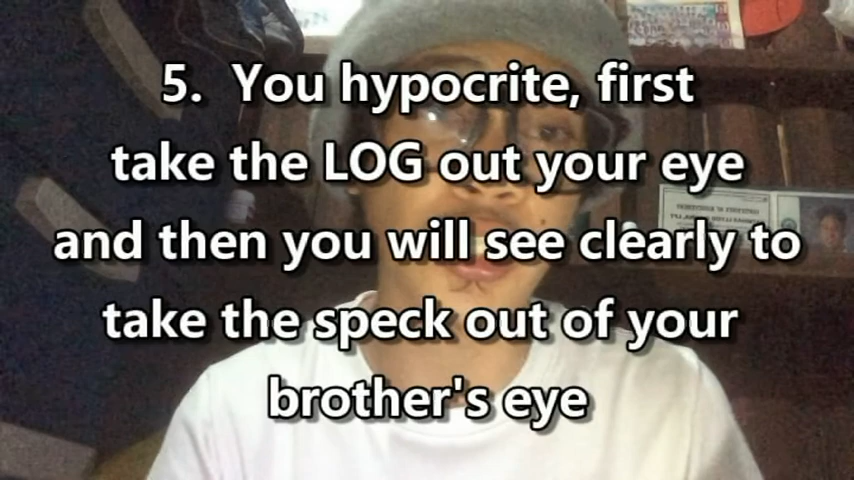 5. You hypocrite, first
take the LOG out your eye
and then you will see clearly to
take the speck out of your
brother's eye